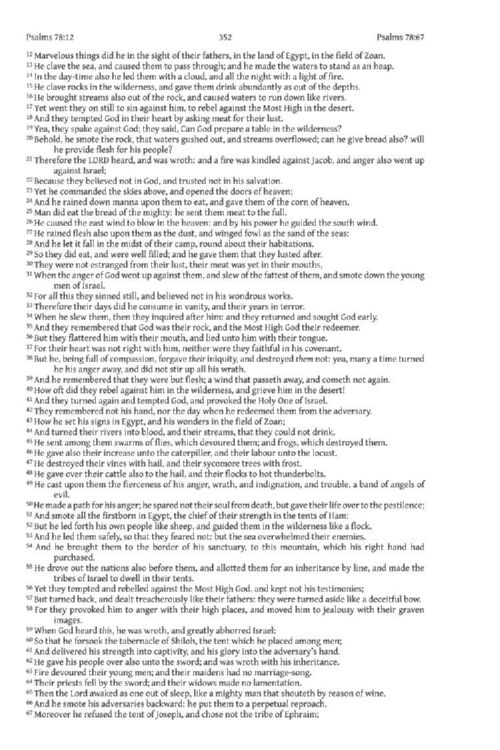 Psalms 78:12 352 Psalms 78:67
12 Marvelous things did he in the sight of their fathers, in the land of Egypt, in the field of Zoan.
13 He clave the sea, and caused them to pass through; and he made the waters to stand as an heap.
14 In the day-time also he led them with a cloud, and all the night with a light of fire.
15 He clave rocks in the wilderness, and gave them drink abundantly as out of the depths.
16 He brought streams also out of the rock, and caused waters to run down like rivers.
17 Yet went they on still to sin against him, to rebel against the Most High in the desert.
18 And they tempted God in their heart by asking meat for their lust.
19 Yea, they spake against God; they said, Can God prepare a table in the wilderness?
20 Behold, he smote the rock, that waters gushed out, and streams overflowed; can he give bread also? will
he provide flesh for his people?
21 Therefore the LORD heard, and was wroth: and a fire was kindled against Jacob, and anger also went up
against Israel;
22 Because they believed not in God, and trusted not in his salvation.
23 Yet he commanded the skies above, and opened the doors of heaven;
24 And he rained down manna upon them to eat, and gave them of the corn of heaven.
25 Man did eat the bread of the mighty: he sent them meat to the full.
26 He caused the east wind to blow in the heaven: and by his power he guided the south wind.
27 He rained flesh also upon them as the dust, and winged fowl as the sand of the seas:
28 And he let it fall in the midst of their camp, round about their habitations.
29 So they did eat, and were well filled; and he gave them that they lusted after.
30 They were not estranged from their lust, their meat was yet in their mouths,
31 When the anger of God went up against them, and slew of the fattest of them, and smote down the young
men of Israel.
32 For all this they sinned still, and believed not in his wondrous works.
33 Therefore their days did he consume in vanity, and their years in terror.
34 When he slew them, then they inquired after him: and they returned and sought God early.
35 And they remembered that God was their rock, and the Most High God their redeemer.
36 But they flattered him with their mouth, and lied unto him with their tongue.
37 For their heart was not right with him, neither were they faithful in his covenant.
38 But he, being full of compassion, forgave their iniquity, and destroyed them not: yea, many a time turned
he his anger away, and did not stir up all his wrath.
39 And he remembered that they were but flesh; a wind that passeth away, and cometh not again.
40 How oft did they rebel against him in the wilderness, and grieve him in the desert!
41 And they turned again and tempted God, and provoked the Holy One of Israel.
42 They remembered not his hand, nor the day when he redeemed them from the adversary.
43 How he set his signs in Egypt, and his wonders in the field of Zoan;
44 And turned their rivers into blood, and their streams, that they could not drink.
45 He sent among them swarms of flies, which devoured them; and frogs, which destroyed them.
46 He gave also their increase unto the caterpiller, and their labour unto the locust.
47 He destroyed their vines with hail, and their sycomore trees with frost.
48 He gave over their cattle also to the hail, and their flocks to hot thunderbolts.
49 He cast upon them the fierceness of his anger, wrath, and indignation, and trouble, a band of angels of
evil.
50 He made a path for his anger; he spared not their soul from death, but gave their life over to the pestilence;
51 And smote all the firstborn in Egypt, the chief of their strength in the tents of Ham:
52 But he led forth his own people like sheep, and guided them in the wilderness like a flock.
53 And he led them safely, so that they feared not: but the sea overwhelmed their enemies.
54 And he brought them to the border of his sanctuary, to this mountain, which his right hand had
purchased.
55 He drove out the nations also before them, and allotted them for an inheritance by line, and made the
tribes of Israel to dwell in their tents.
56 Yet they tempted and rebelled against the Most High God, and kept not his testimonies;
57 But turned back, and dealt treacherously like their fathers: they were turned aside like a deceitful bow.
58 For they provoked him to anger with their high places, and moved him to jealousy with their graven
images.
59 When God heard this, he was wroth, and greatly abhorred Israel:
60 So that he forsook the tabernacle of Shiloh, the tent which he placed among men;
61 And delivered his strength into captivity, and his glory into the adversary's hand.
62 He gave his people over also unto the sword; and was wroth with his inheritance.
63 Fire devoured their young men; and their maidens had no marriage-song.
64 Their priests fell by the sword; and their widows made no lamentation.
65 Then the Lord awaked as one out of sleep, like a mighty man that shouteth by reason of wine.
66 And he smote his adversaries backward: he put them to a perpetual reproach.
67 Moreover he refused the tent of Joseph, and chose not the tribe of Ephraim;